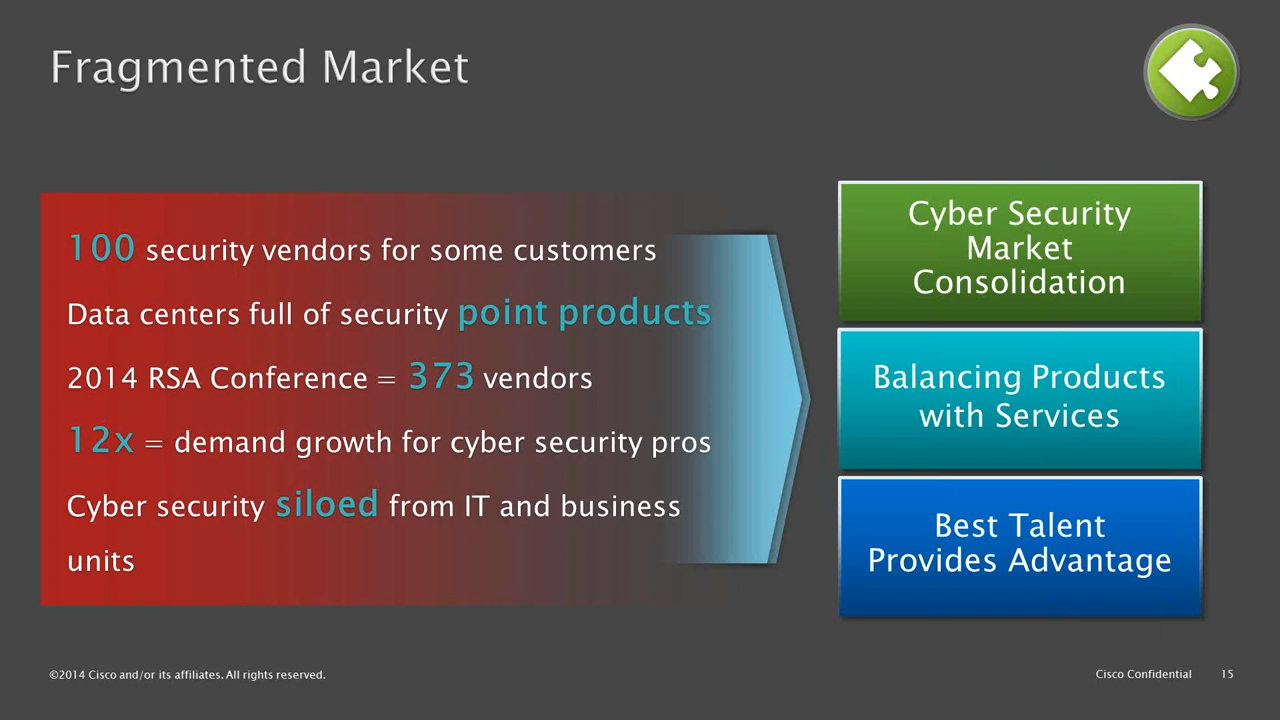 Fragmented Market
100 security vendors for some customers
Data centers full of security point products
2014 RSA Conference = 373 vendors
12x = demand growth for cyber security pros
Cyber security siloed from IT and business
units
Cyber Security
Market
Consolidation
Balancing Products
with Services
Best Talent
Provides Advantage
©2014 Cisco and/or its affiliates. All rights reserved.
Cisco Confidential 15